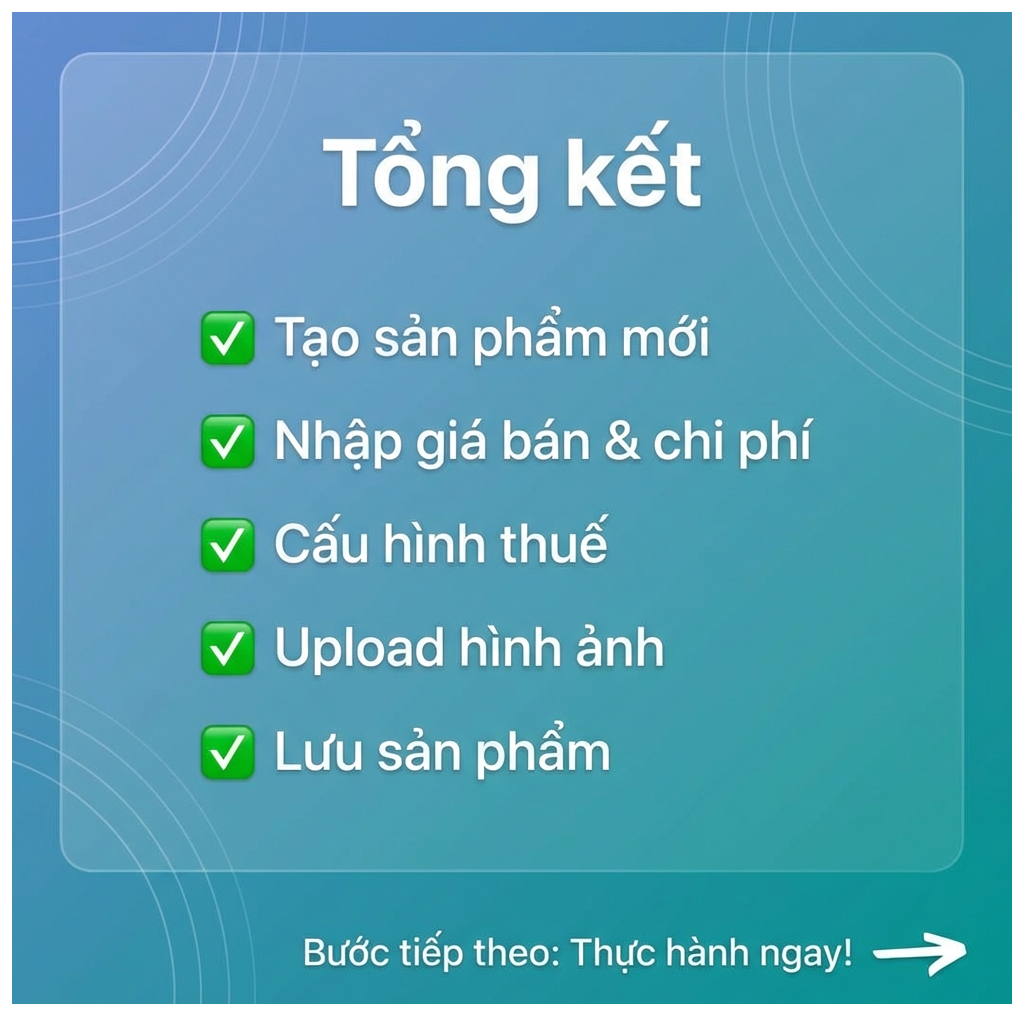 Tổng kết
✅ Tạo sản phẩm mới
✅ Nhập giá bán & chi phí
✅ Cấu hình thuế
✅ Upload hình ảnh
✅ Lưu sản phẩm
Bước tiếp theo: Thực hành ngay!